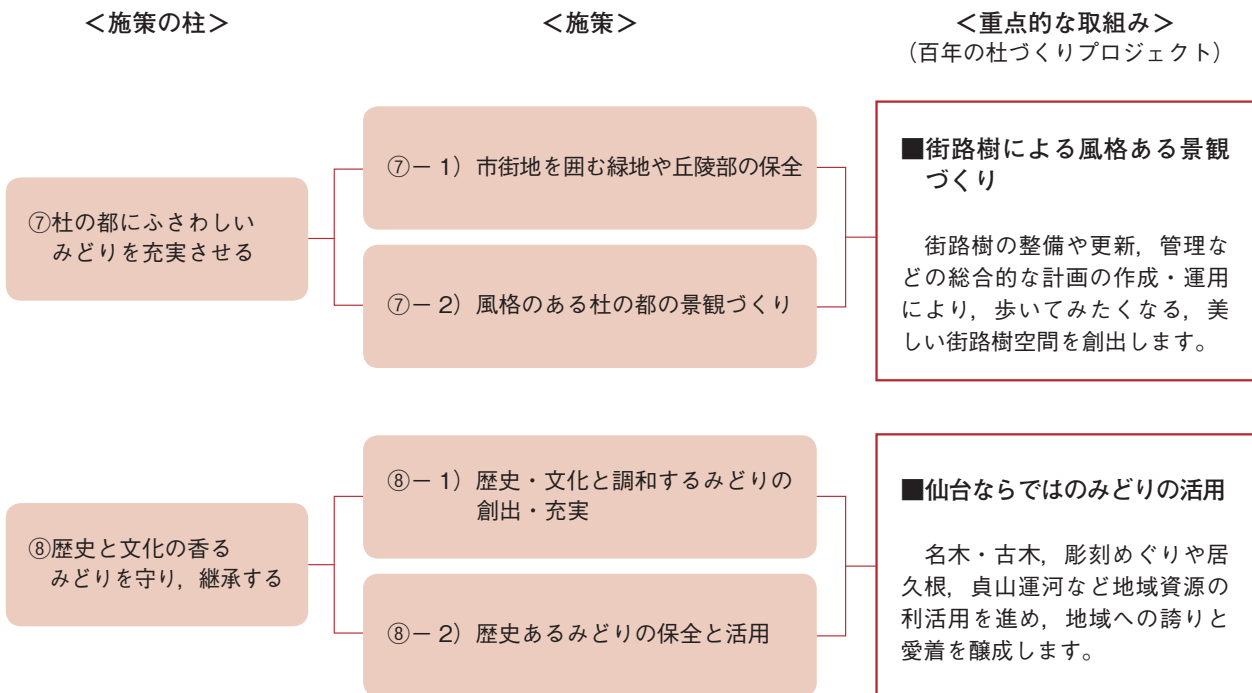 ＜施策の柱＞
＜施策＞
＜重点的な取組み＞
（百年の杜づくりプロジェクト）
⑦杜の都にふさわしい
みどりを充実させる
⑦－1）市街地を囲む緑地や丘陵部の保全
⑦－2）風格のある杜の都の景観づくり
■街路樹による風格ある景観
づくり
街路樹の整備や更新，管理な
どの総合的な計画の作成・運用
により，歩いてみたくなる，美
しい街路樹空間を創出します。
⑧歴史と文化の香る
みどりを守り，継承する
⑧－1）歴史・文化と調和するみどりの
創出・充実
⑧－2）歴史あるみどりの保全と活用
■仙台ならではのみどりの活用
名木・古木，彫刻めぐりや居
久根，貞山運河など地域資源の
利活用を進め，地域への誇りと
愛着を醸成します。